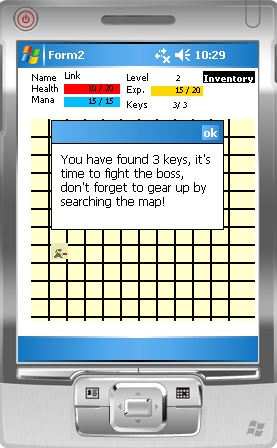 Form2 10:29
Name Link Level 2 Inventory
Health 10 / 20 Exp. 15 / 20
Mana 15 / 15 Keys 3/ 3
ok
You have found 3 keys, it's
time to fight the boss,
don't forget to gear up by
searching the map!